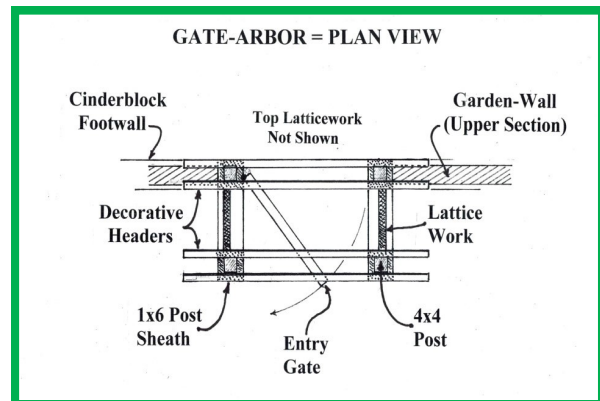 GATE-ARBOR = PLAN VIEW
Cinderblock
Footwall
Top Latticework
Not Shown
Garden-Wall
(Upper Section)
Decorative
Headers
Lattice
Work
1x6 Post
Sheath
Entry
Gate
4x4
Post